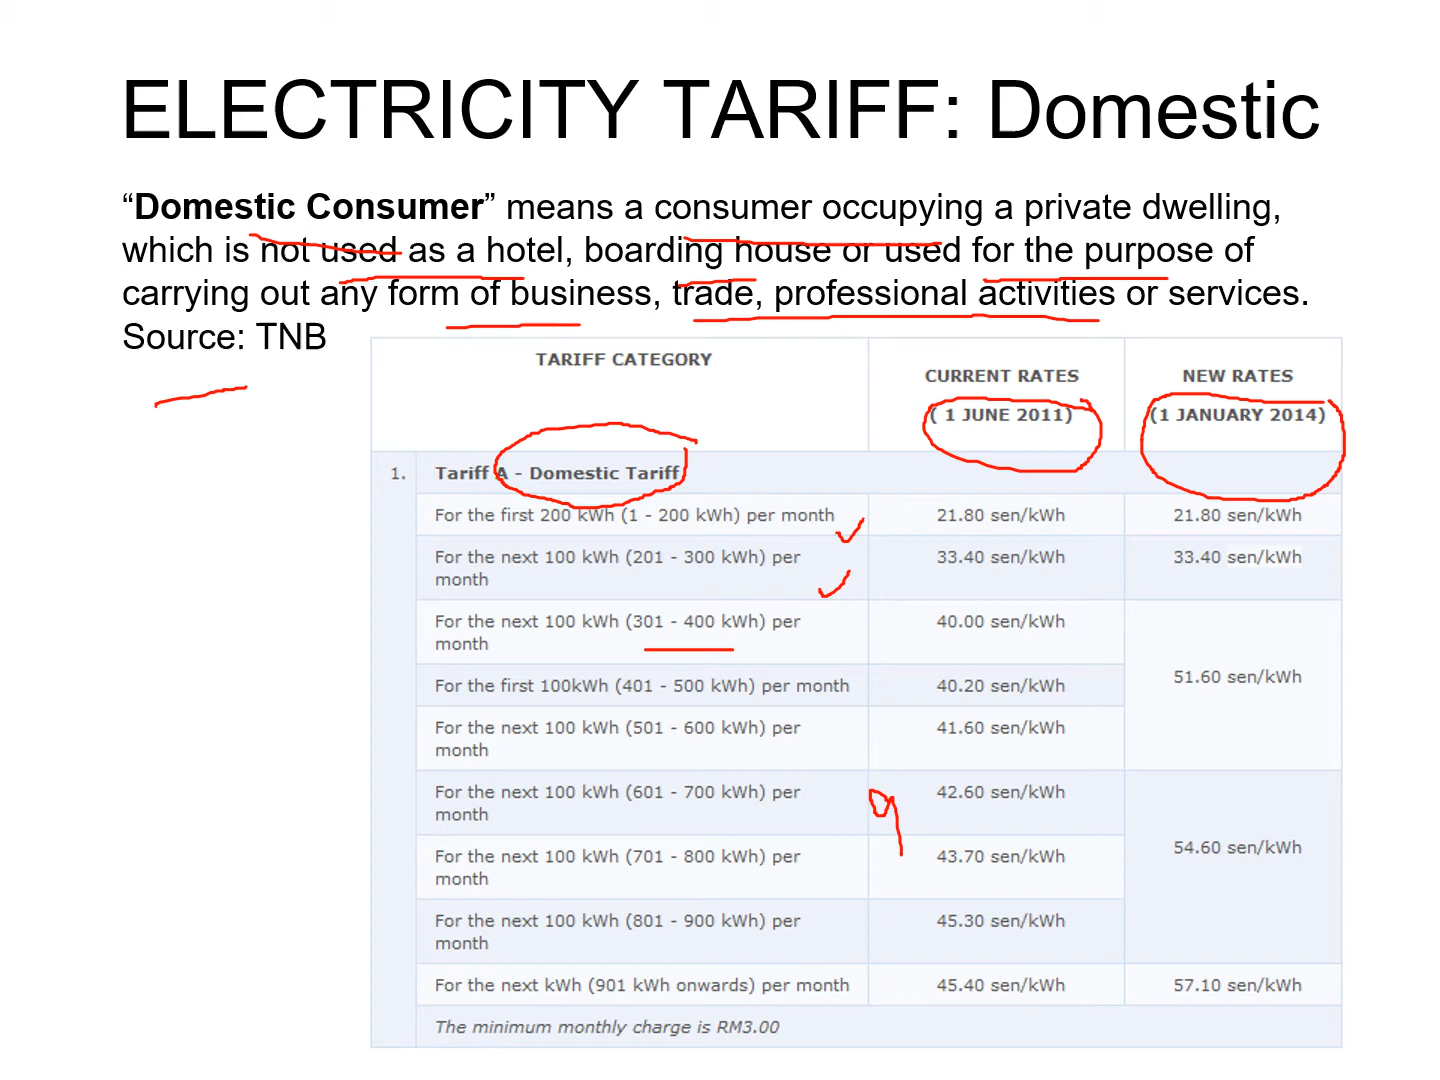 ELECTRICITY TARIFF: Domestic
“Domestic Consumer” means a consumer occupying a private dwelling,
which is not used as a hotel, boarding house or used for the purpose of
carrying out any form of business, trade, professional activities or services.
Source: TNB
TARIFF CATEGORY
CURRENT RATES
( 1 JUNE 2011)
NEW RATES
(1 JANUARY 2014)
1. Tariff A - Domestic Tariff
For the first 200 kWh (1 - 200 kWh) per month 21.80 sen/kWh 21.80 sen/kWh
For the next 100 kWh (201 - 300 kWh) per 33.40 sen/kWh 33.40 sen/kWh
month
For the next 100 kWh (301 - 400 kWh) per 40.00 sen/kWh
month
51.60 sen/kWh
For the first 100kWh (401 - 500 kWh) per month 40.20 sen/kWh
For the next 100 kWh (501 - 600 kWh) per 41.60 sen/kWh
month
For the next 100 kWh (601 - 700 kWh) per 42.60 sen/kWh
month
54.60 sen/kWh
For the next 100 kWh (701 - 800 kWh) per 43.70 sen/kWh
month
For the next 100 kWh (801 - 900 kWh) per 45.30 sen/kWh
month
For the next kWh (901 kWh onwards) per month 45.40 sen/kWh 57.10 sen/kWh
The minimum monthly charge is RM3.00